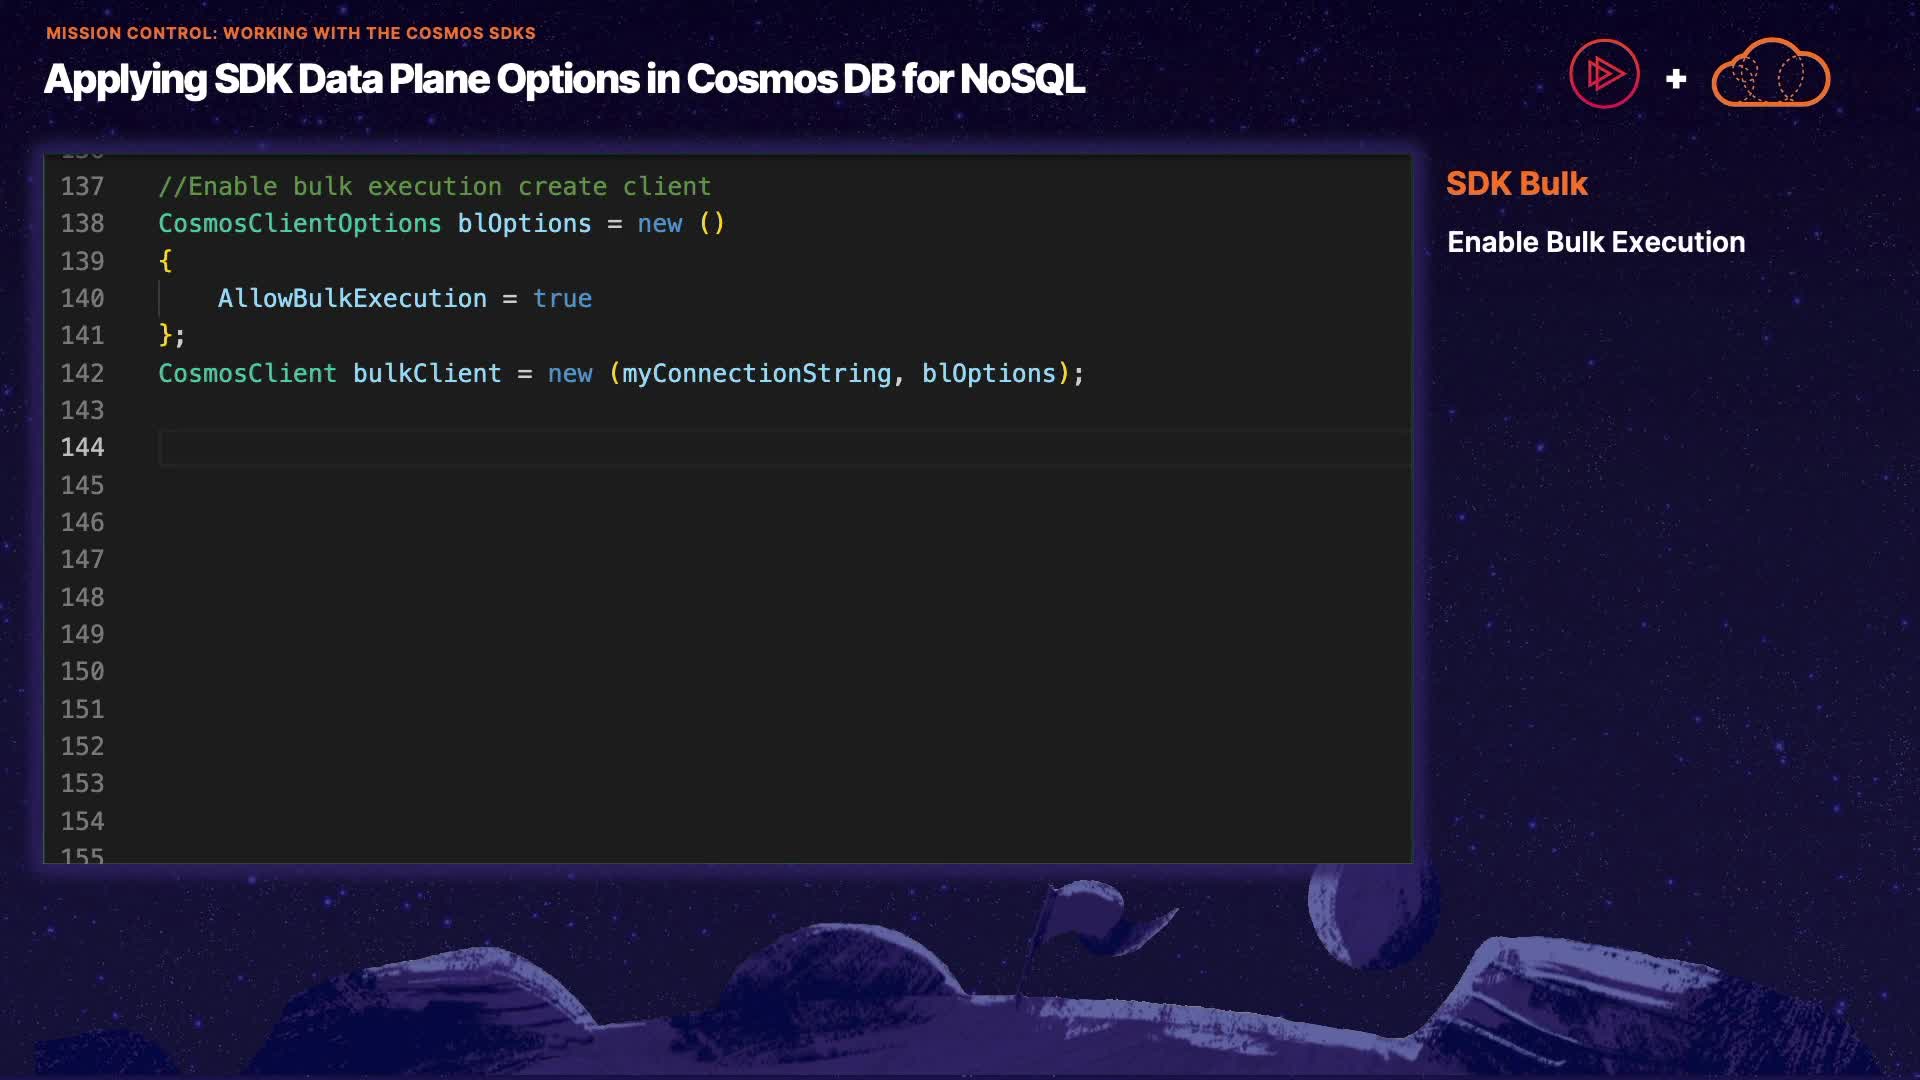 MISSION CONTROL: WORKING WITH THE COSMOS SDKS
Applying SDK Data Plane Options in Cosmos DB for NoSQL
136
137 //Enable bulk execution create client
138 CosmosClientOptions blOptions = new ()
139 {
140 AllowBulkExecution = true
141 };
142 CosmosClient bulkClient = new (myConnectionString, blOptions);
143
144
145
146
147
148
149
150
151
152
153
154
155
SDK Bulk
Enable Bulk Execution